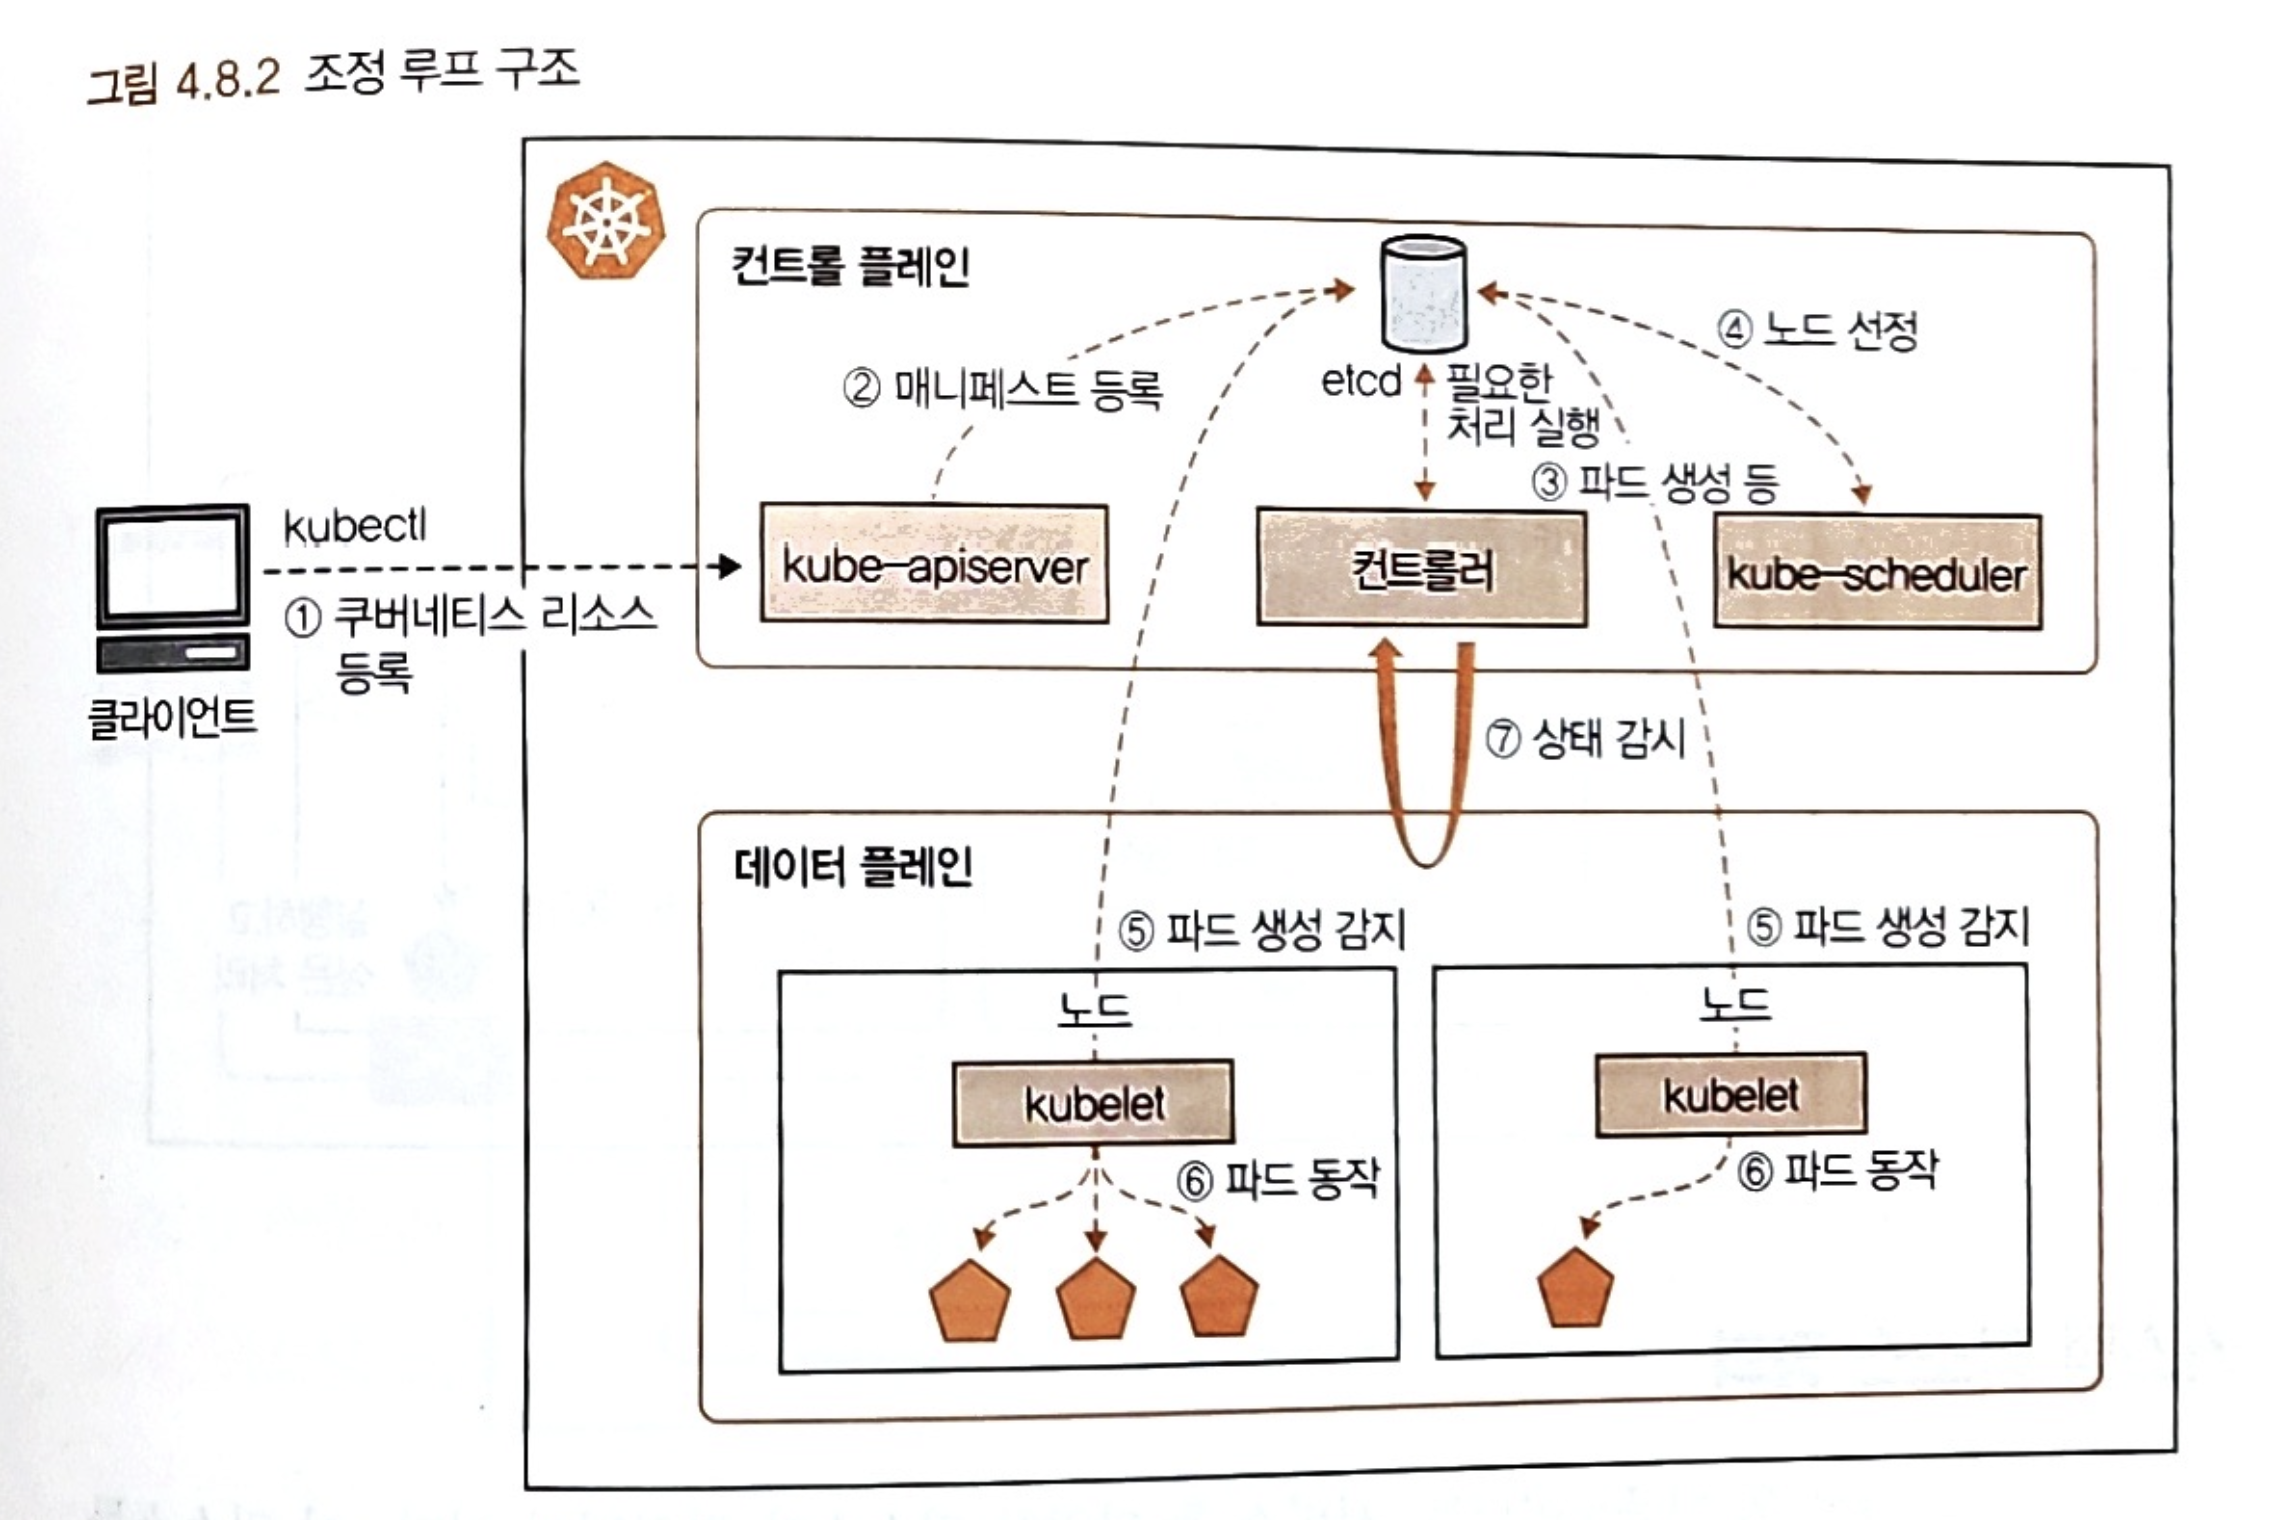 그림 4.8.2 조정 루프 구조
컨트롤 플레인
④ 노드 선정
② 매니페스트 등록
etcd
필요한
처리 실행
③ 파드 생성 등
kubectl
① 쿠버네티스 리소스
등록
클라이언트
kube-apiserver
컨트롤러
kube-scheduler
⑦ 상태 감시
데이터 플레인
⑤ 파드 생성 감지
⑤ 파드 생성 감지
노드
노드
kubelet
kubelet
⑥ 파드 동작
⑥ 파드 동작